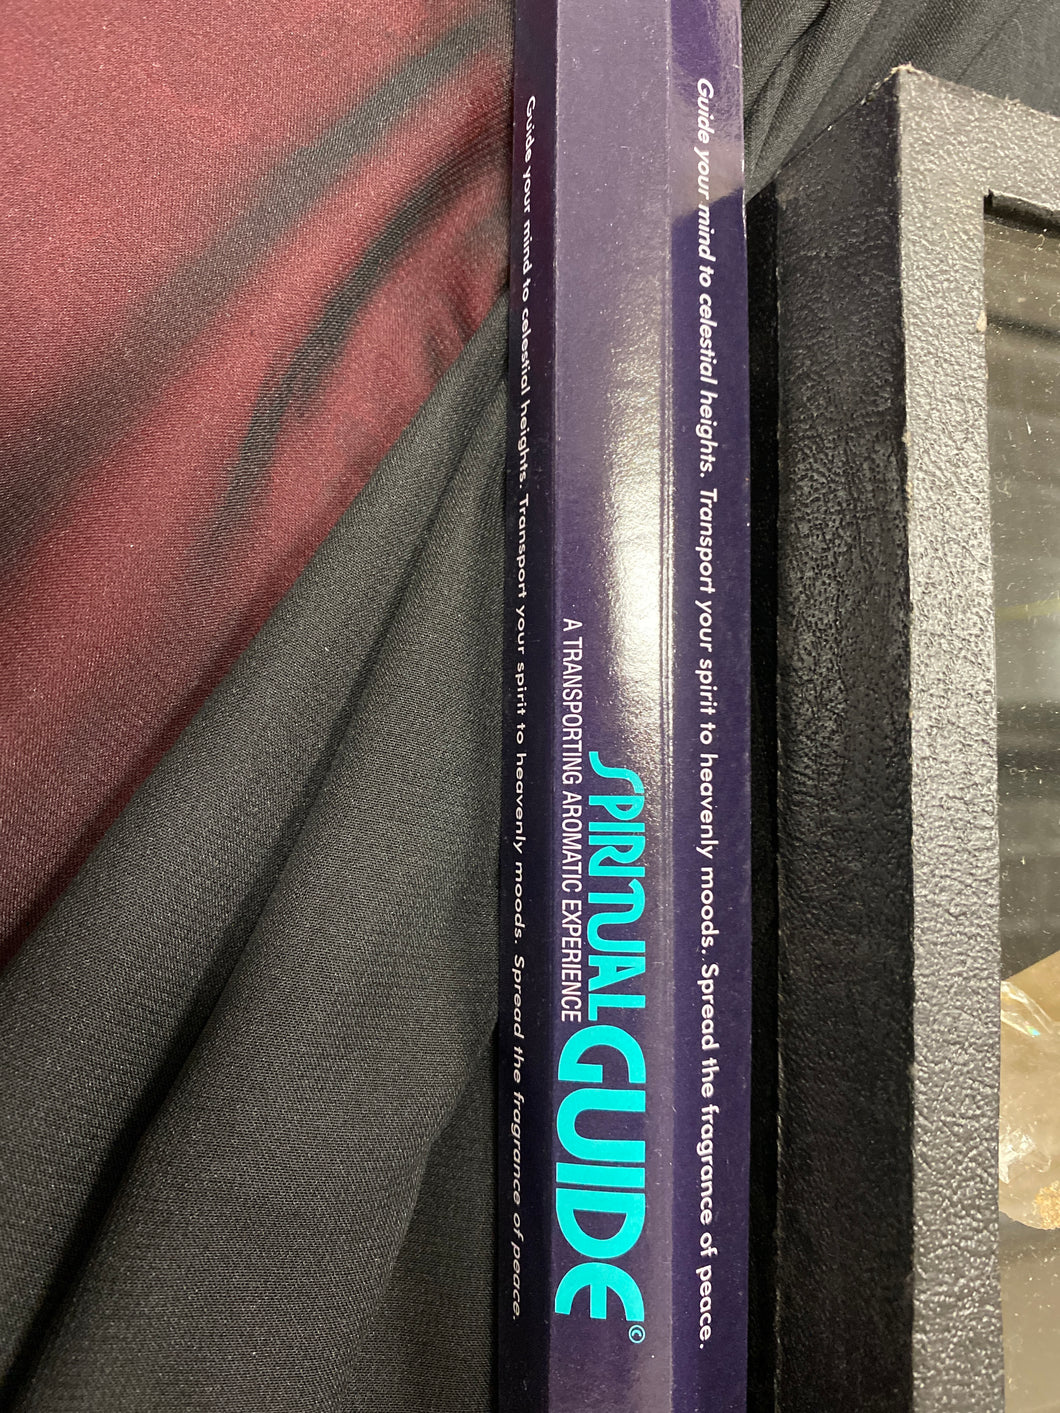 Guide your mind to celestial heights. Transport your spirit to heavenly moods. Spread the fragrance of peace.
SPIRITUAL GUIDE ©
A TRANSPORTING AROMATIC EXPERIENCE
Guide your mind to celestial heights. Transport your spirit to heavenly moods. Spread the fragrance of peace.